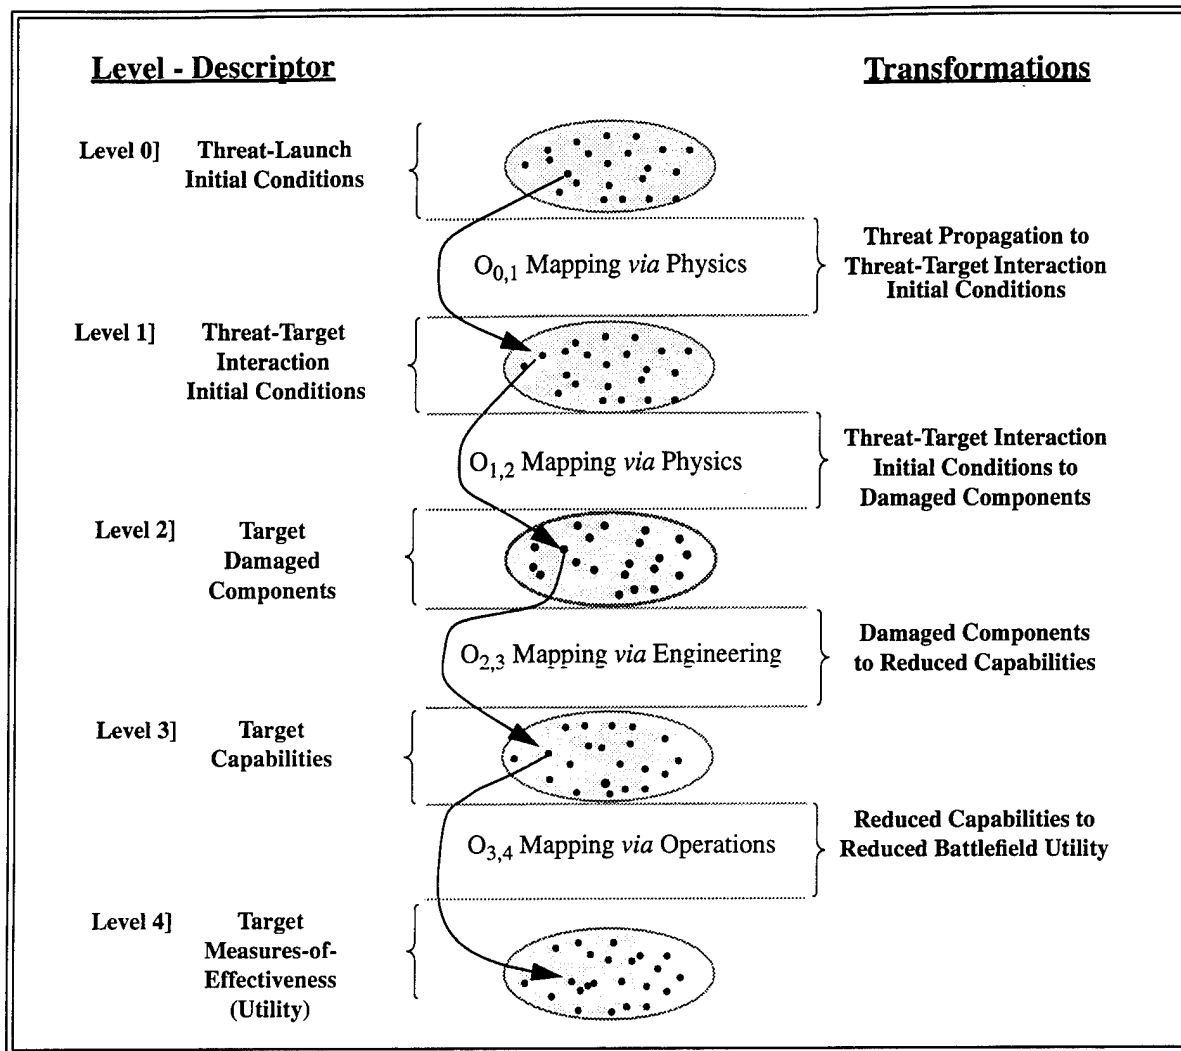 Level - Descriptor
Transformations
Level 0]
Threat-Launch
Initial Conditions
O0,1 Mapping via Physics
Threat Propagation to
Threat-Target Interaction
Initial Conditions
Level 1]
Threat-Target
Interaction
Initial Conditions
O1,2 Mapping via Physics
Threat-Target Interaction
Initial Conditions to
Damaged Components
Level 2]
Target
Damaged
Components
O2,3 Mapping via Engineering
Damaged Components
to Reduced Capabilities
Level 3]
Target
Capabilities
O3,4 Mapping via Operations
Reduced Capabilities to
Reduced Battlefield Utility
Level 4]
Target
Measures-of-
Effectiveness
(Utility)